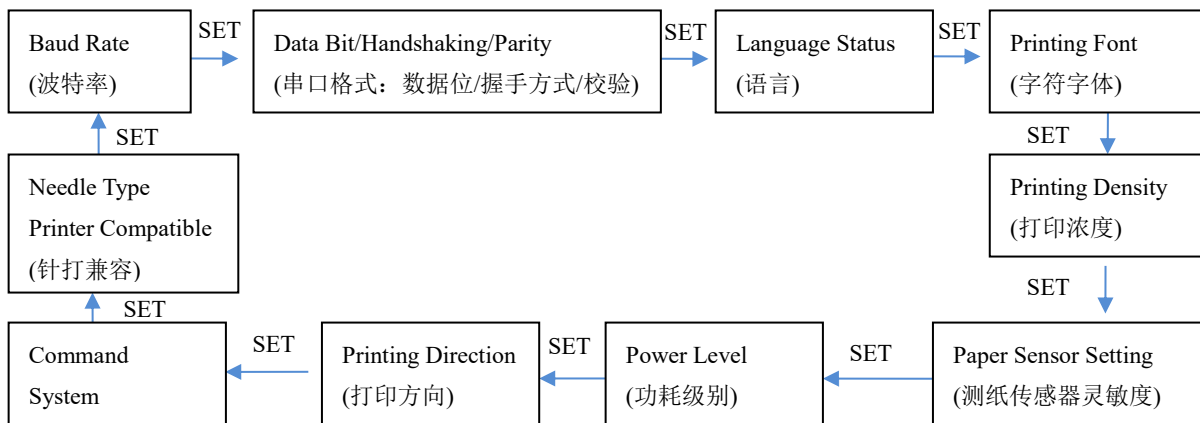 Baud Rate
(波特率)
SET
Data Bit/Handshaking/Parity
(串口格式：数据位/握手方式/校验)
SET
Language Status
(语言)
SET
Printing Font
(字符字体)
SET
Printing Density
(打印浓度)
SET
Paper Sensor Setting
(测纸传感器灵敏度)
SET
Power Level
(功耗级别)
SET
Printing Direction
(打印方向)
SET
Command
System
SET
Needle Type
Printer Compatible
(针打兼容)
SET